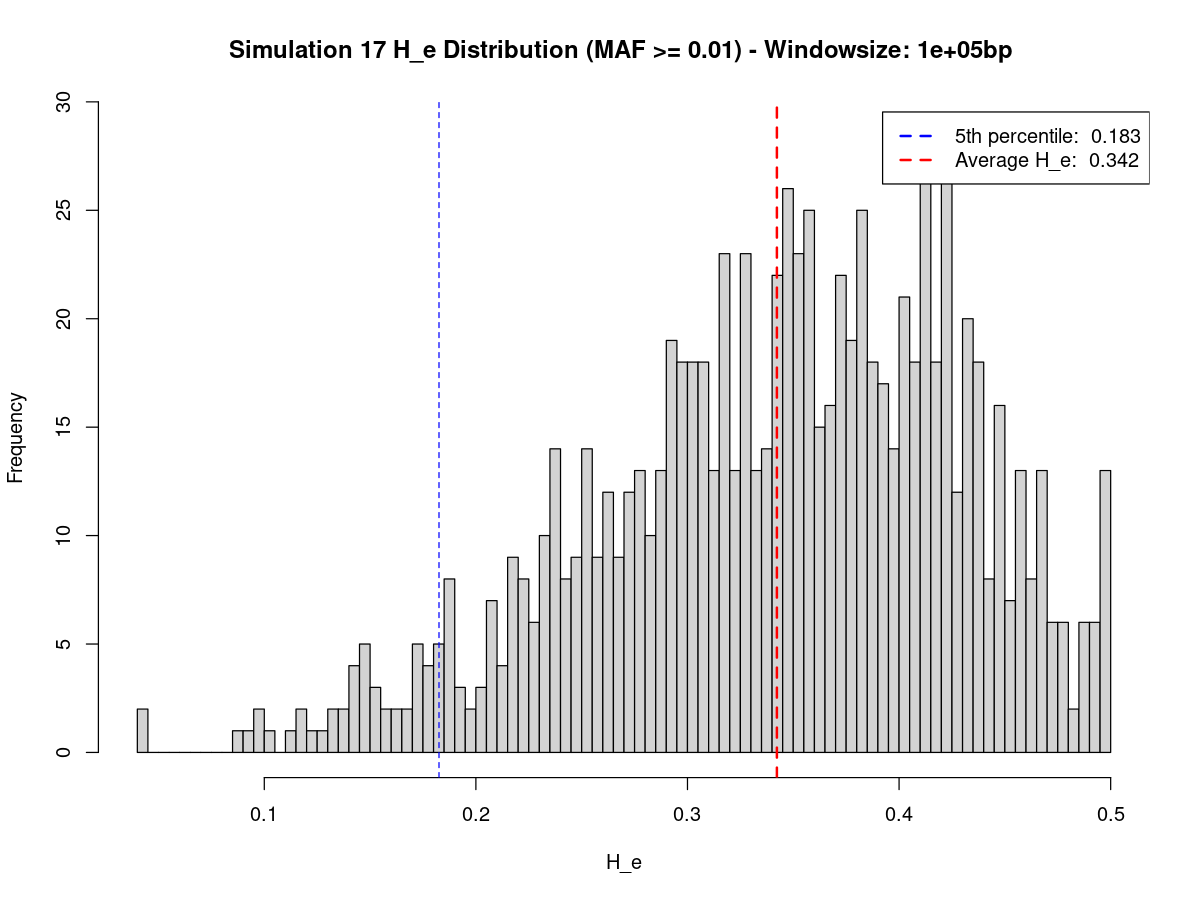 Simulation 17 H_e Distribution (MAF >= 0.01) - Windowsize: 1e+05bp
30
25
20
15
10
5
0
Frequency
5th percentile: 0.183
Average H_e: 0.342
0.1 0.2 0.3 0.4 0.5
H_e